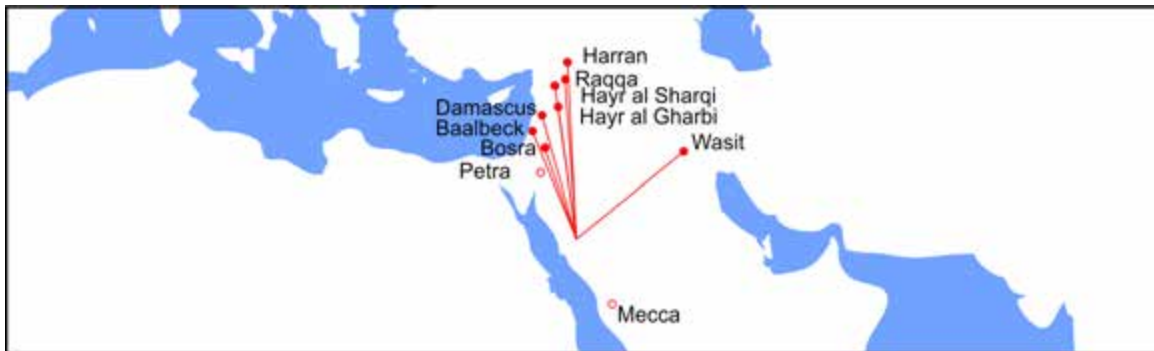 Harran
Raqqa
Hayr al Sharqi
Damascus
Hayr al Gharbi
Baalbeck
Bosra
Wasit
Petra
Mecca